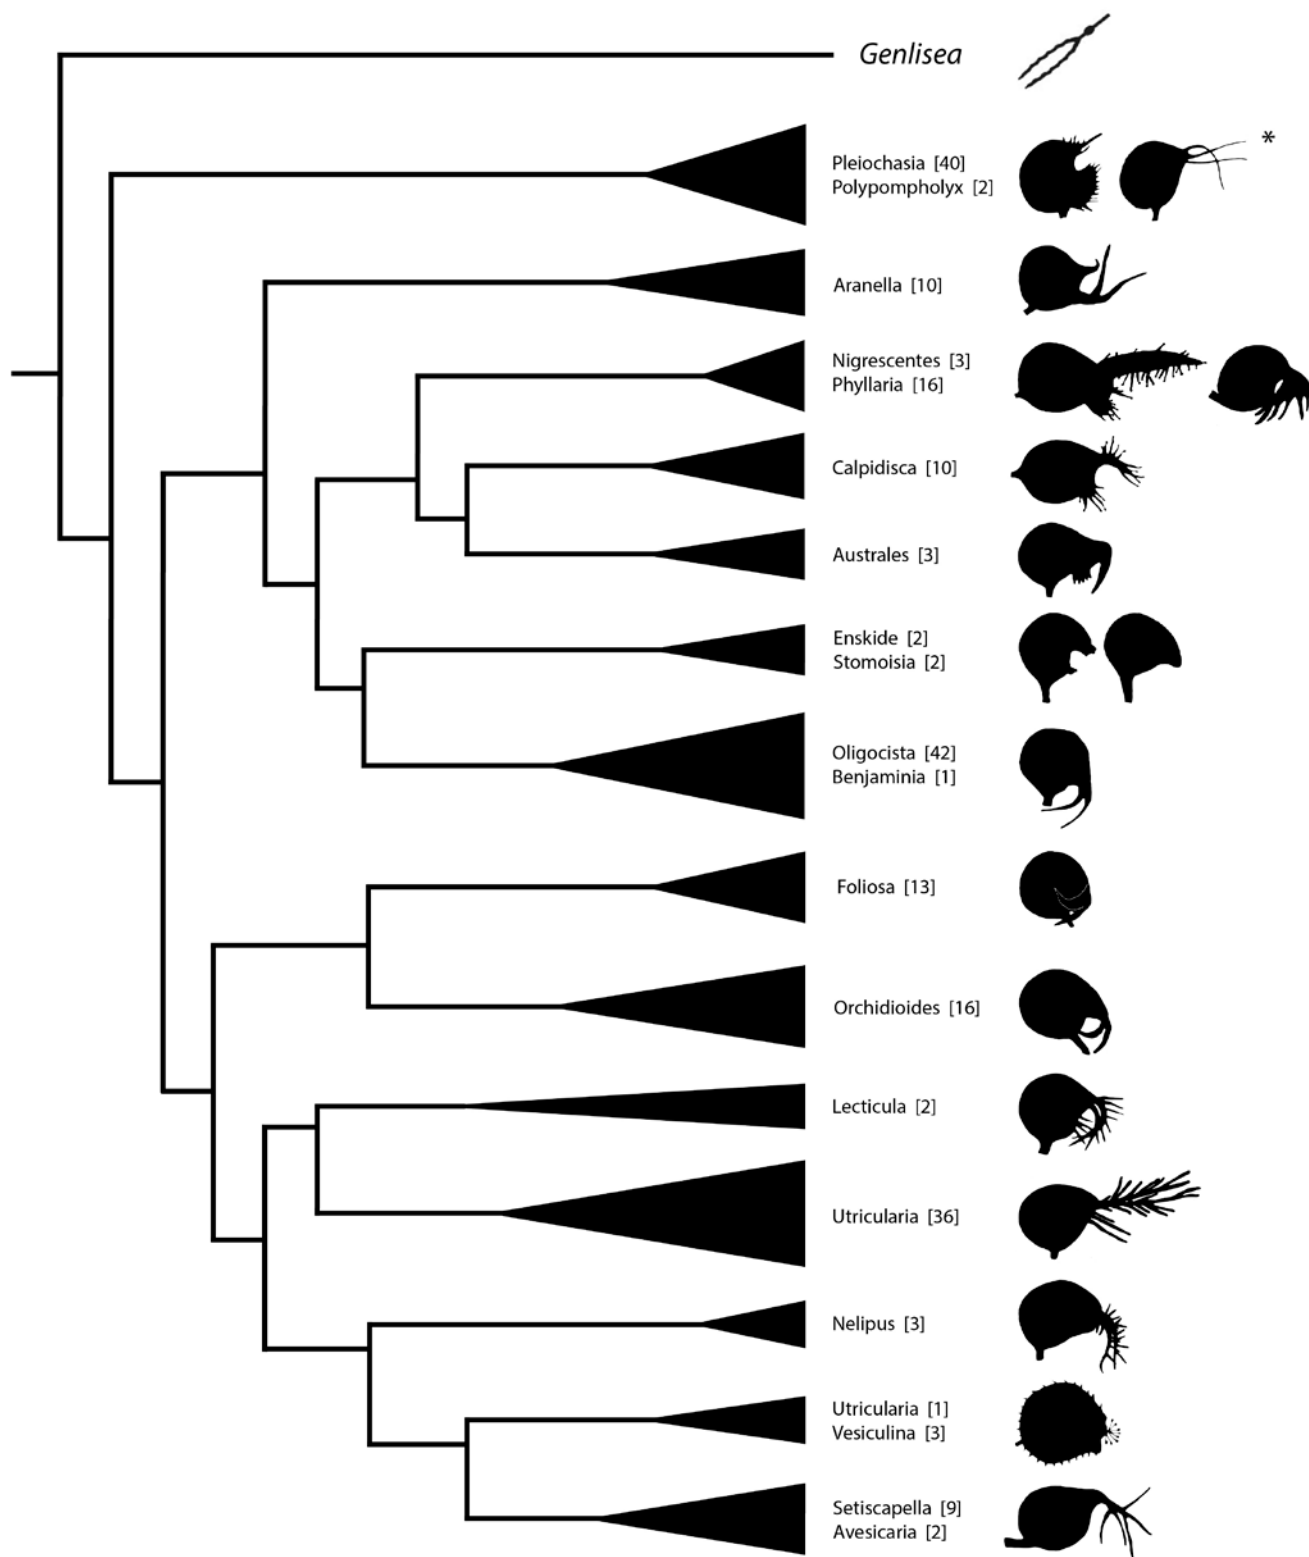 Genlisea
*
Pleiochasia [40]
Polypompholyx [2]
Aranella [10]
Nigrescentes [3]
Phyllaria [16]
Calpidisca [10]
Australes [3]
Enskide [2]
Stomoisia [2]
Oligocista [42]
Benjaminia [1]
Foliosa [13]
Orchidioides [16]
Lecticula [2]
Utricularia [36]
Nelipus [3]
Utricularia [1]
Vesiculina [3]
Setiscapella [9]
Avesicaria [2]